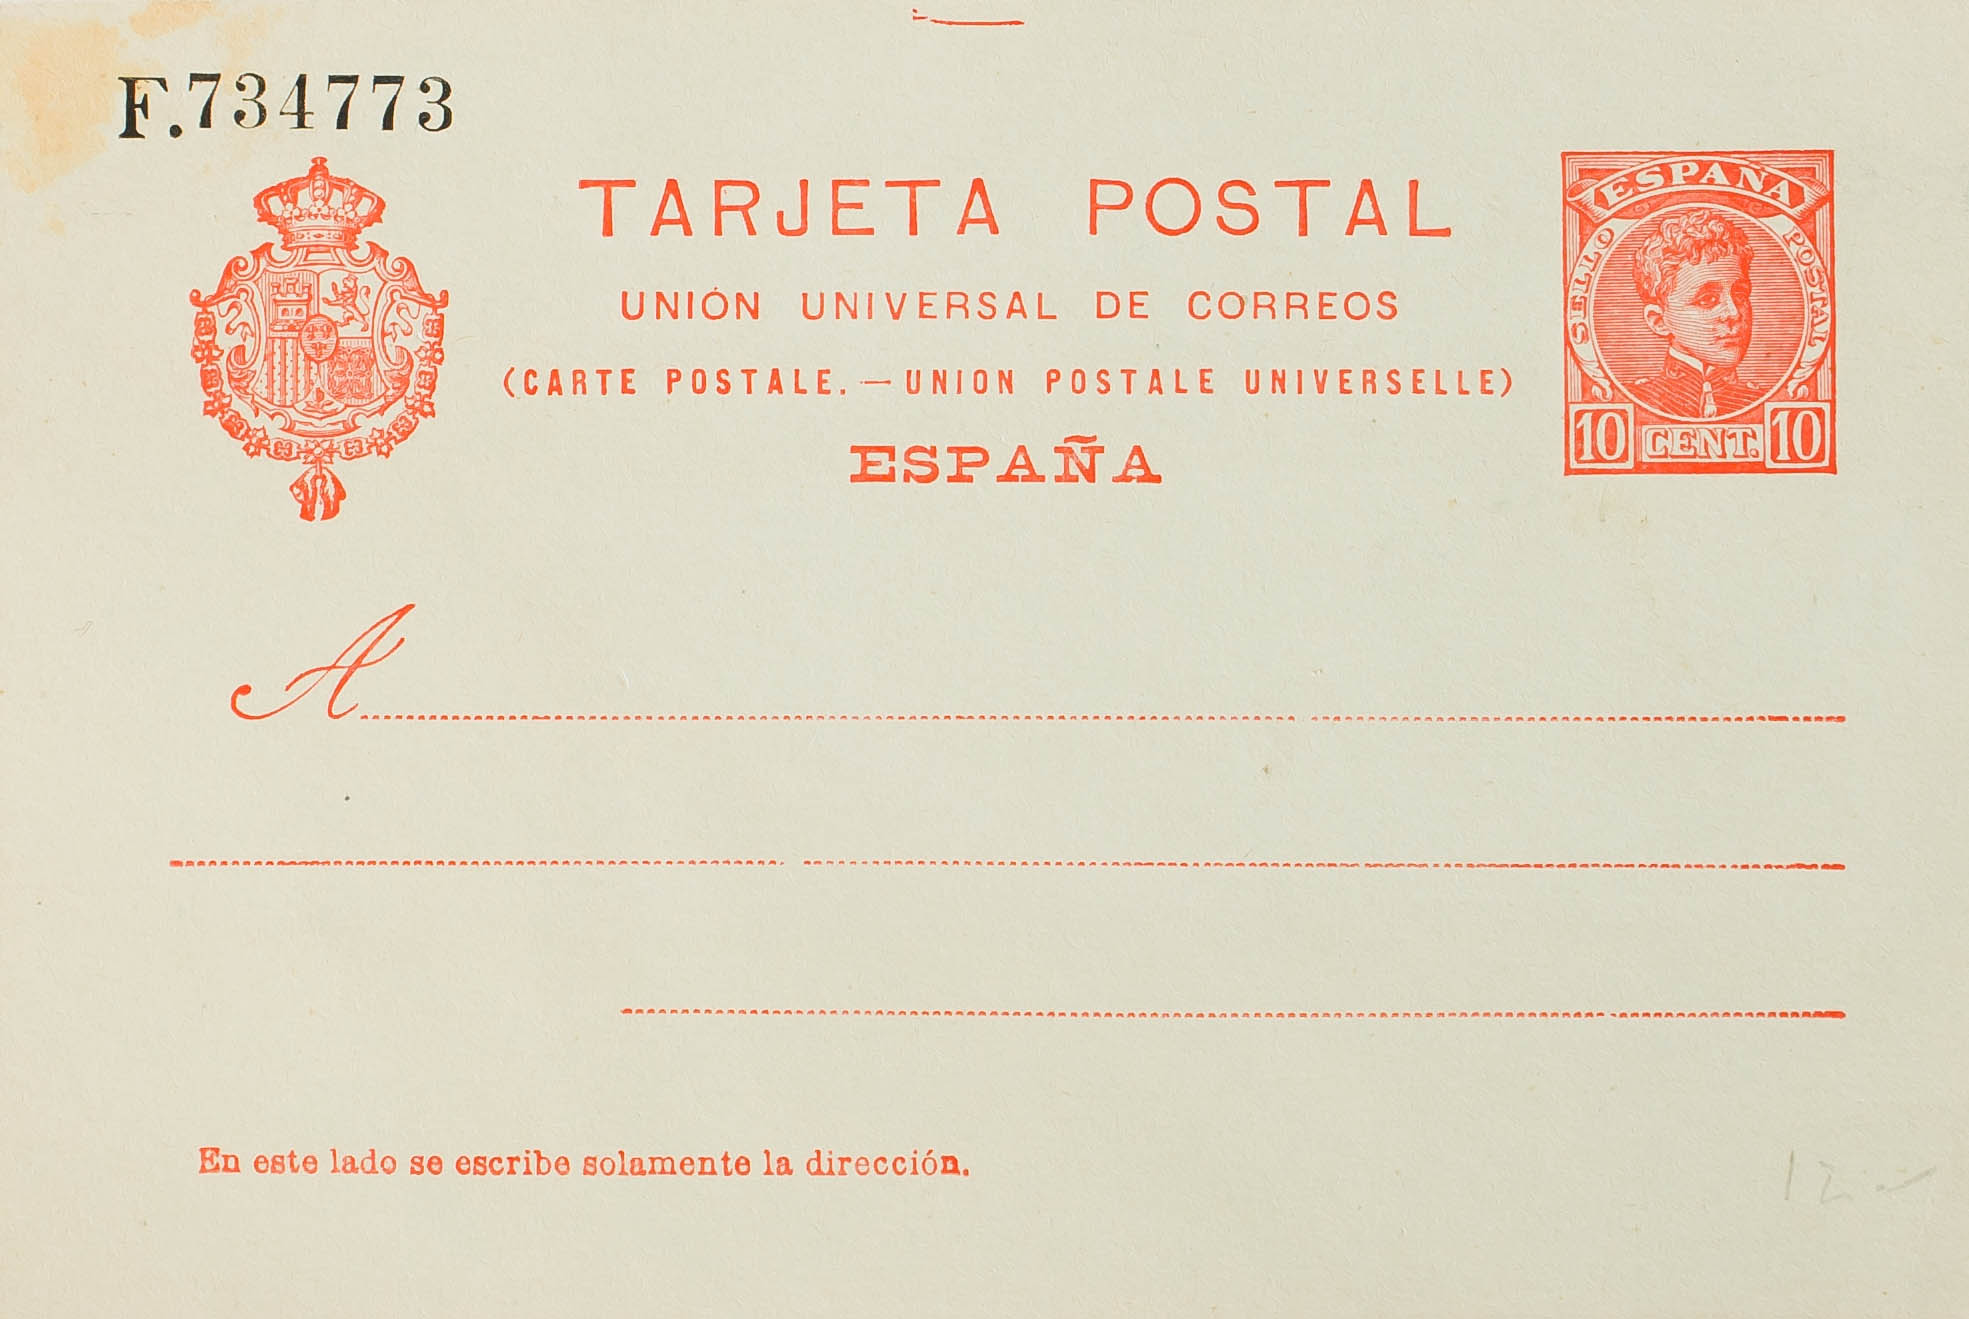 F.734773
TARJETA POSTAL
UNIÓN UNIVERSAL DE CORREOS
(CARTE POSTALE.—UNION POSTALE UNIVERSELLE)
ESPAÑA
ESPAÑA
SELLO POSTAL
10 CENT. 10
A
En este lado se escribe solamente la dirección.